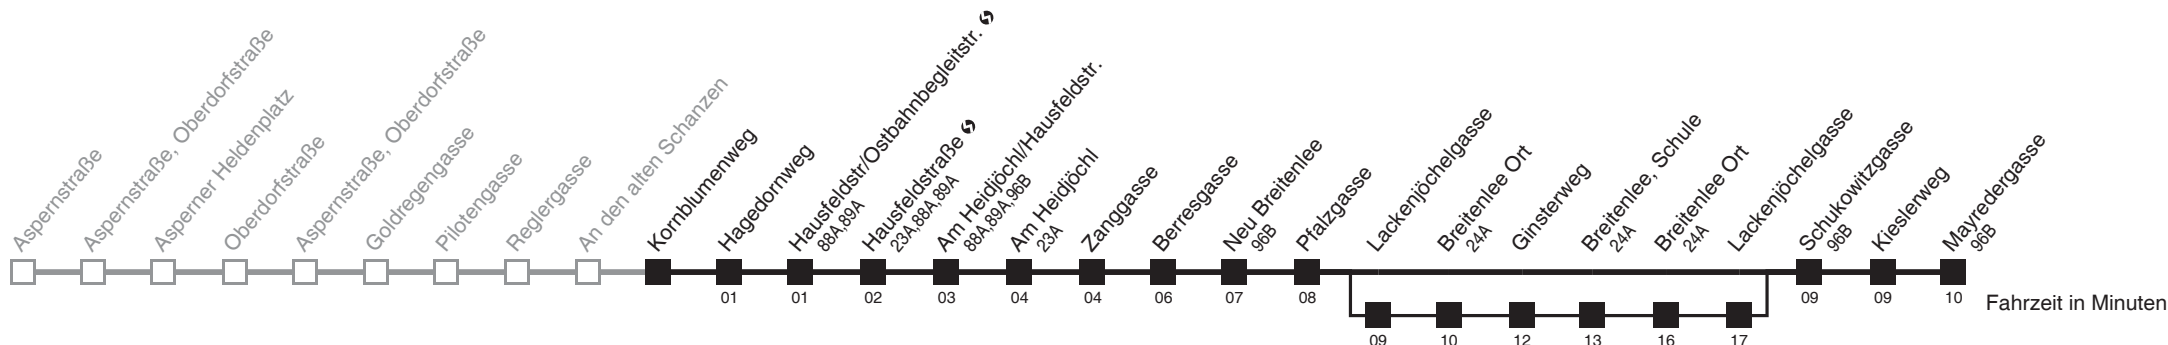 Aspernstraße
Aspernstraße, Oberdorfstraße
Asperner Heldenplatz
Oberdorfstraße
Aspernstraße, Oberdorfstraße
Goldregengasse
Pilotengasse
Reglergasse
An den alten Schanzen
Kornblumenweg
Hagedornweg
Hausfeldstr/Ostbahnbegleitstr.
88A,89A
Hausfeldstraße
23A,88A,89A
Am Heidjöchl/Hausfeldstr.
88A,89A,96B
Am Heidjöchl
23A
Zanggasse
Berresgasse
Neu Breitenlee
96B
Pfalzgasse
Lackenjöchelgasse
Breitenlee Ort
24A
Ginsterweg
Breitenlee, Schule
24A
Breitenlee Ort
24A
Lackenjöchelgasse
Schukowitzgasse
96B
Kieslerweg
Mayredergasse
96B
01 01 02 03 04 04 06 07 08 09 09 10
Fahrzeit in Minuten
09 10 12 13 16 17